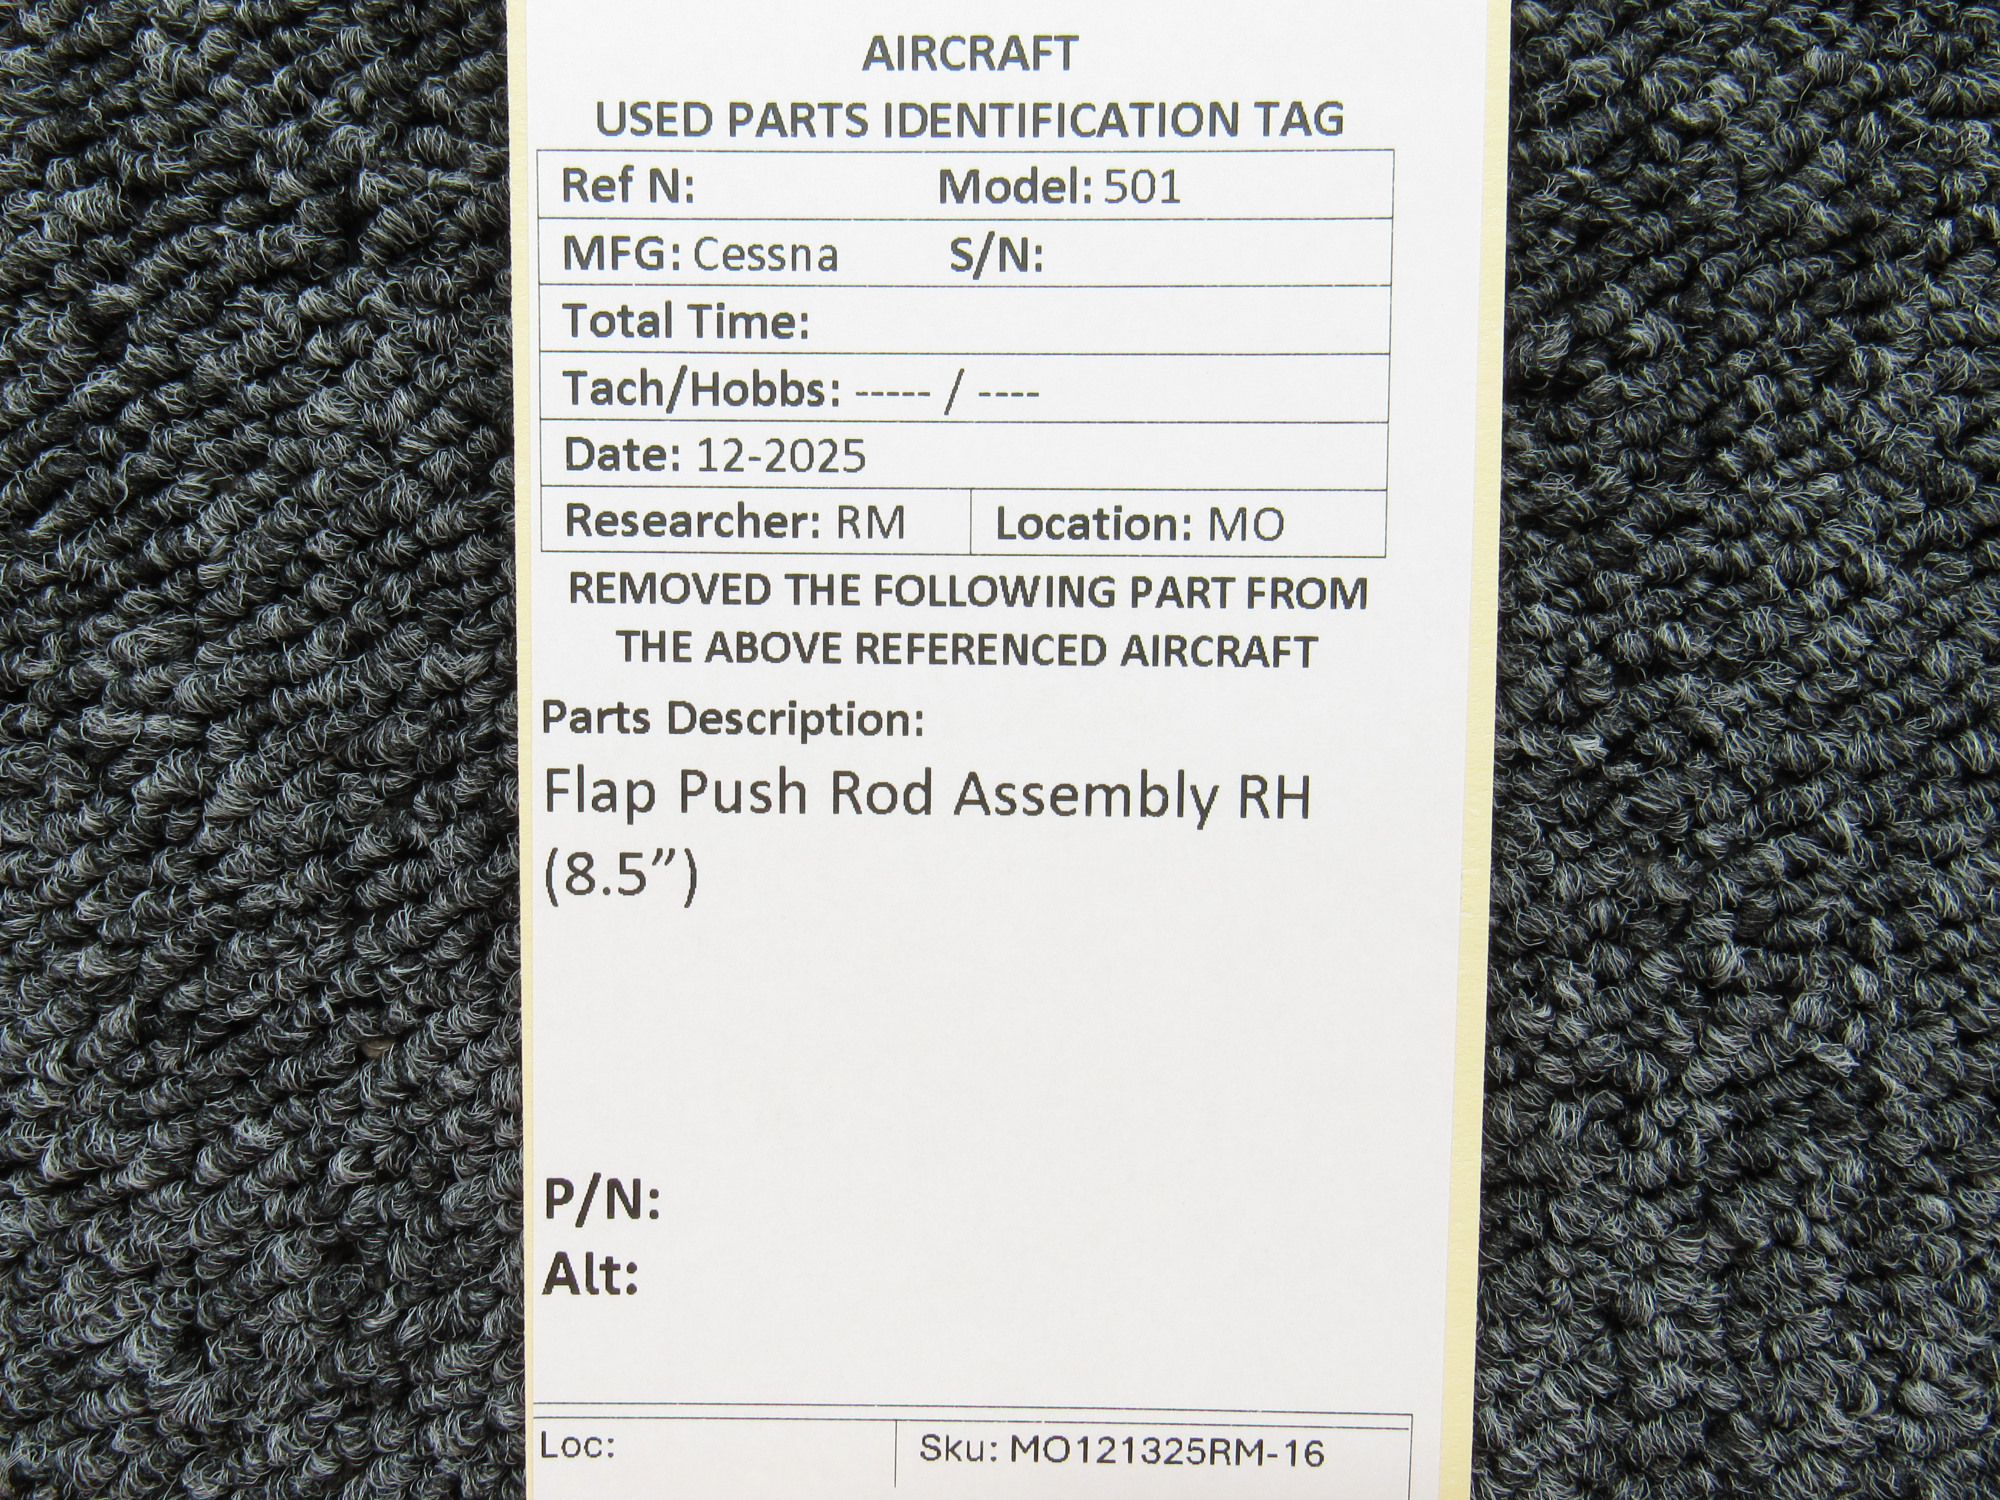 AIRCRAFT
USED PARTS IDENTIFICATION TAG
Ref N: Model: 501
MFG: Cessna S/N:
Total Time:
Tach/Hobbs: ----- / ----
Date: 12-2025
Researcher: RM Location: MO
REMOVED THE FOLLOWING PART FROM
THE ABOVE REFERENCED AIRCRAFT
Parts Description:
Flap Push Rod Assembly RH
(8.5”)
P/N:
Alt:
Loc: Sku: MO121325RM-16